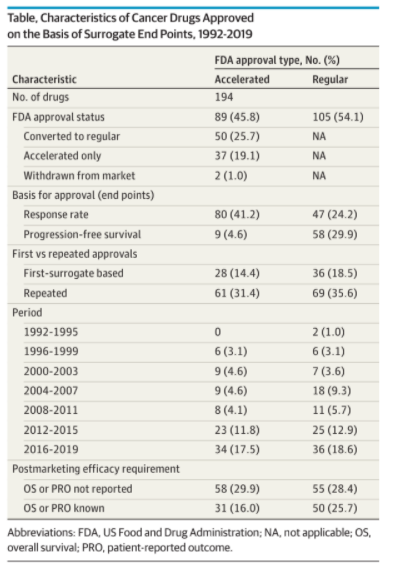 Table, Characteristics of Cancer Drugs Approved
on the Basis of Surrogate End Points, 1992-2019
FDA approval type, No. (%)
Characteristic Accelerated Regular
No. of drugs 194
FDA approval status 89 (45.8) 105 (54.1)
Converted to regular 50 (25.7) NA
Accelerated only 37 (19.1) NA
Withdrawn from market 2 (1.0) NA
Basis for approval (end points)
Response rate 80 (41.2) 47 (24.2)
Progression-free survival 9 (4.6) 58 (29.9)
First vs repeated approvals
First-surrogate based 28 (14.4) 36 (18.5)
Repeated 61 (31.4) 69 (35.6)
Period
1992-1995 0 2 (1.0)
1996-1999 6 (3.1) 6 (3.1)
2000-2003 9 (4.6) 7 (3.6)
2004-2007 9 (4.6) 18 (9.3)
2008-2011 8 (4.1) 11 (5.7)
2012-2015 23 (11.8) 25 (12.9)
2016-2019 34 (17.5) 36 (18.6)
Postmarketing efficacy requirement
OS or PRO not reported 58 (29.9) 55 (28.4)
OS or PRO known 31 (16.0) 50 (25.7)
Abbreviations: FDA, US Food and Drug Administration; NA, not applicable; OS,
overall survival; PRO, patient-reported outcome.